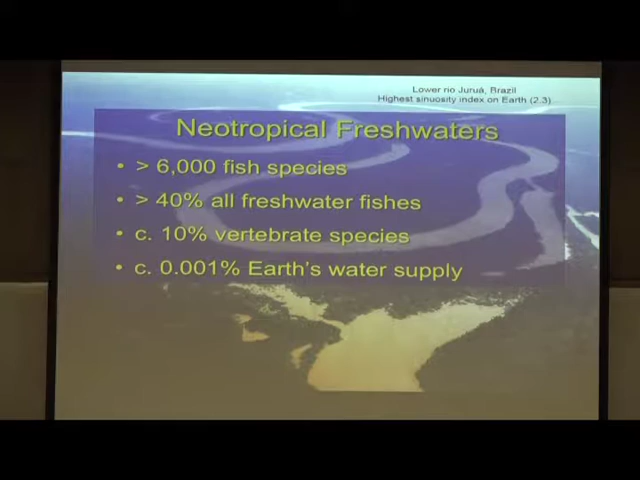 Lower rio Juruá, Brazil
Highest sinuosity index on Earth (2.3)
Neotropical Freshwaters
• > 6,000 fish species
• > 40% all freshwater fishes
• c. 10% vertebrate species
• c. 0.001% Earth's water supply